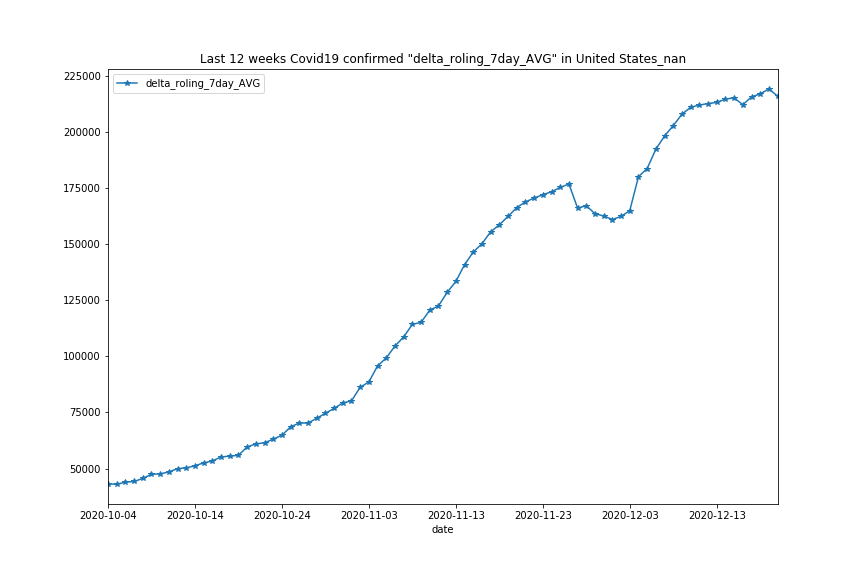 Last 12 weeks Covid19 confirmed "delta_roling_7day_AVG" in United States_nan
delta_roling_7day_AVG
225000
200000
175000
150000
125000
100000
75000
50000
2020-10-04 2020-10-14 2020-10-24 2020-11-03 2020-11-13 2020-11-23 2020-12-03 2020-12-13
date